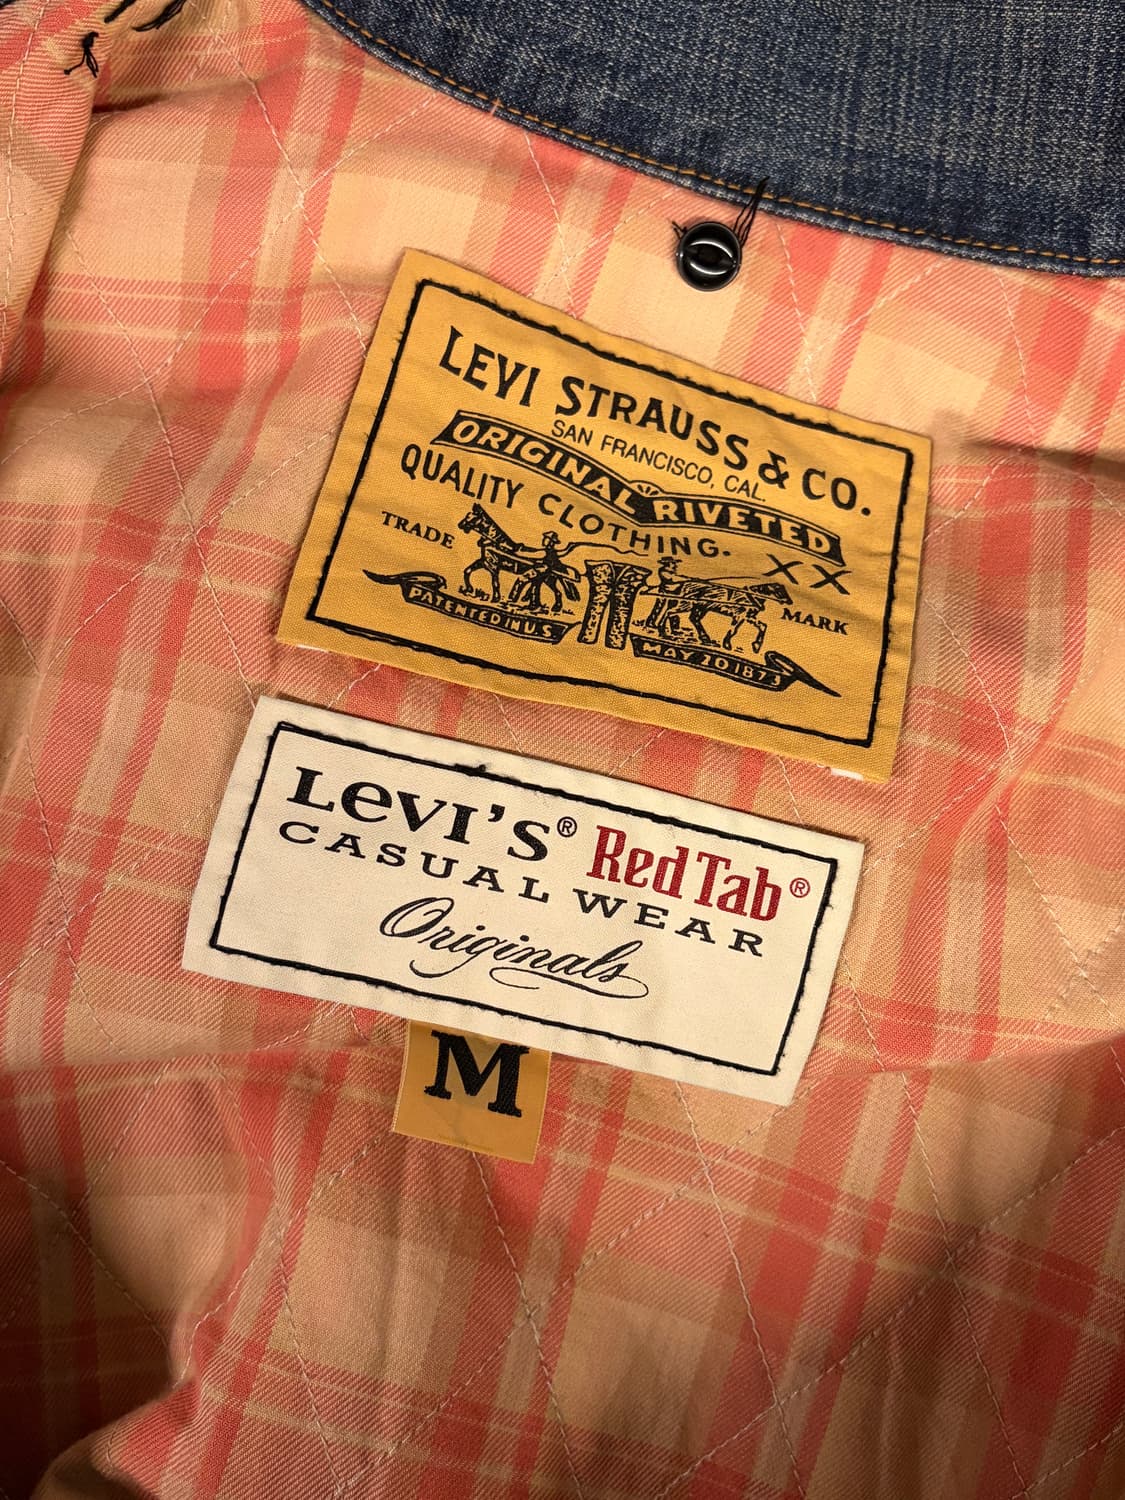 LEVI STRAUSS & CO.
SAN FRANCISCO, CAL.
ORIGINAL RIVETED
QUALITY CLOTHING.
XX
TRADE MARK
PATENTED IN U.S. MAY 20 1873
LEVI'S® Red Tab®
CASUAL WEAR
Originals
M